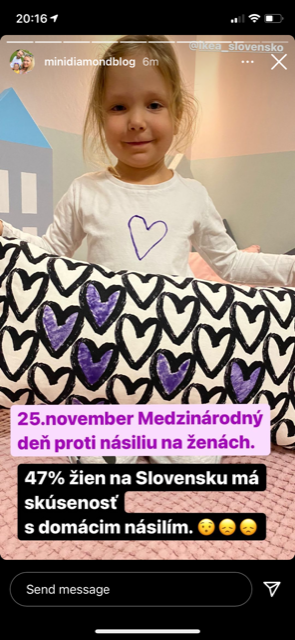 20:16
@ikea_slovensko
minidiamondblog 6m
25.november Medzinárodný
deň proti násiliu na ženách.
47% žien na Slovensku má
skúsenosť
s domácim násilím. 😯😞😞
Send message